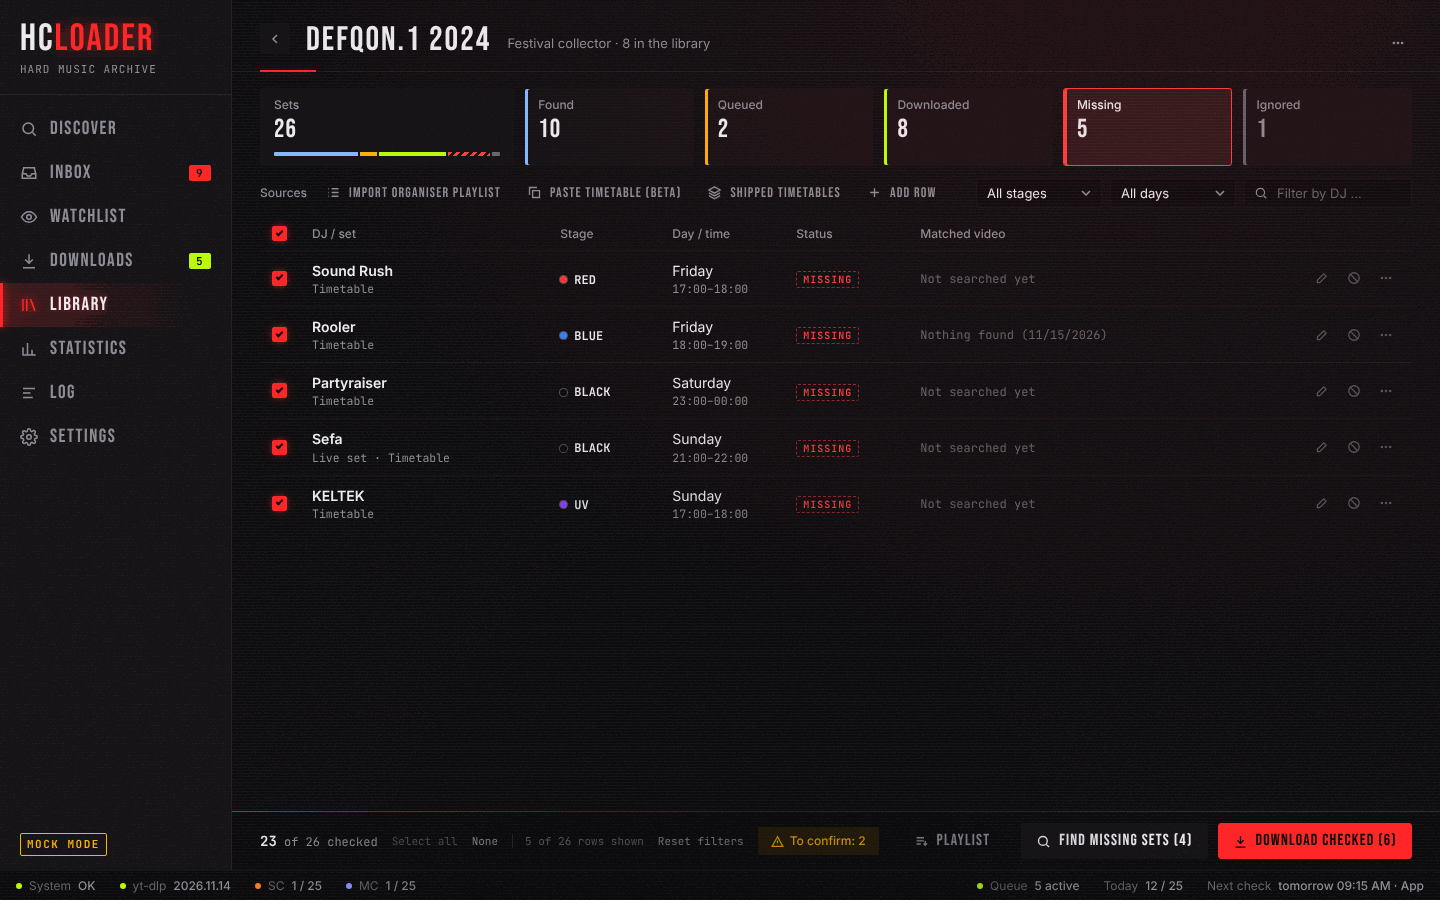 HCLOADER
HARD MUSIC ARCHIVE
DISCOVER
INBOX 9
WATCHLIST
DOWNLOADS 5
LIBRARY
STATISTICS
LOG
SETTINGS
MOCK MODE
DEFQON.1 2024 Festival collector · 8 in the library
Sets Found Queued Downloaded Missing Ignored
26 10 2 8 5 1
Sources IMPORT ORGANISER PLAYLIST PASTE TIMETABLE (BETA) SHIPPED TIMETABLES ADD ROW All stages All days Filter by DJ ...
DJ / set Stage Day / time Status Matched video
Sound Rush RED Friday MISSING Not searched yet
Timetable 17:00–18:00
Rooler BLUE Friday MISSING Nothing found (11/15/2026)
Timetable 18:00–19:00
Partyraiser BLACK Saturday MISSING Not searched yet
Timetable 23:00–00:00
Sefa BLACK Sunday MISSING Not searched yet
Live set · Timetable 21:00–22:00
KELTEK UV Sunday MISSING Not searched yet
Timetable 17:00–18:00
23 of 26 checked Select all None 5 of 26 rows shown Reset filters To confirm: 2 PLAYLIST FIND MISSING SETS (4) DOWNLOAD CHECKED (6)
System OK yt-dlp 2026.11.14 SC 1 / 25 MC 1 / 25 Queue 5 active Today 12 / 25 Next check tomorrow 09:15 AM · App